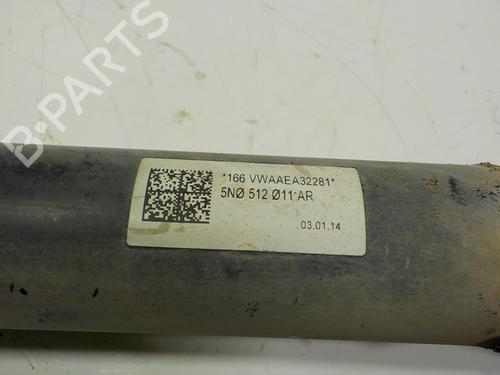 B-PARTS
*166 VWAAEA32281*
5NØ 512 Ø11 AR
03.01.14